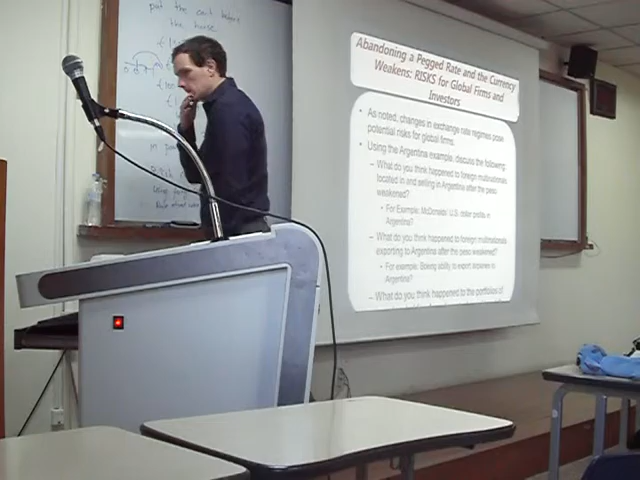 put the cart before
the house
Abandoning a Pegged Rate and the Currency
Weakens: RISKS for Global Firms and
Investors
• As noted, changes in exchange rate regimes pose
potential risks for global firms.
• Using the Argentina example, discuss the following:
– What do you think happened to foreign multinationals
located in and selling in Argentina after the peso
weakened?
• For Example: McDonalds' U.S. dollar profits in
Argentina?
– What do you think happened to foreign multinationals
exporting to Argentina after the peso weakened?
• For example: Boeing ability to export airplanes to
Argentina?
– What do you think happened to the portfolios of